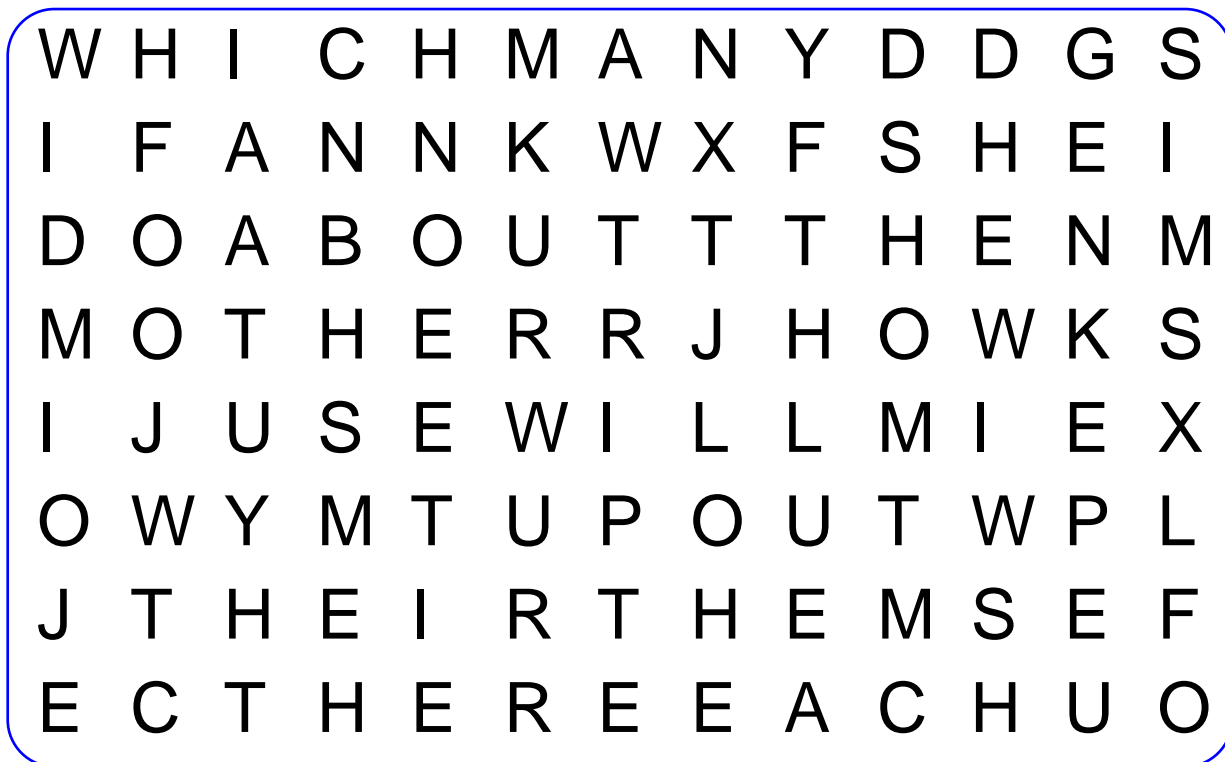 W H I C H M A N Y D D G S
I F A N N K W X F S H E I
D O A B O U T T T H E N M
M O T H E R R J H O W K S
I J U S E W I L L M I E X
O W Y M T U P O U T W P L
J T H E I R T H E M S E F
E C T H E R E E A C H U O